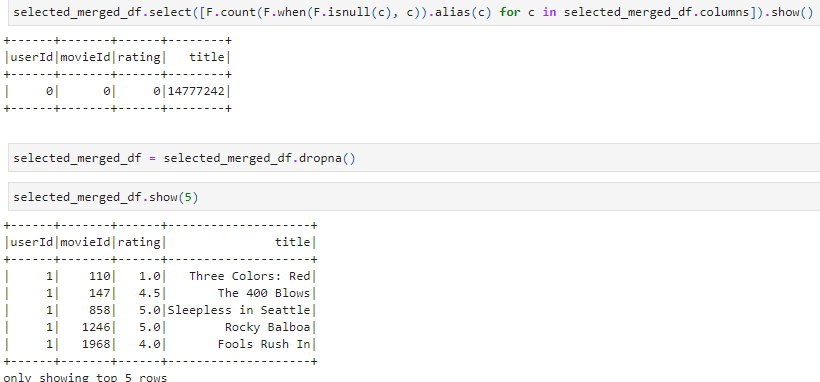 selected_merged_df.select([F.count(F.when(F.isnull(c), c)).alias(c) for c in selected_merged_df.columns]).show()
+------+-------+------+--------+
|userId|movieId|rating|   title|
+------+-------+------+--------+
|     0|      0|     0|14777242|
+------+-------+------+--------+
selected_merged_df = selected_merged_df.dropna()
selected_merged_df.show(5)
+------+-------+------+--------------------+
|userId|movieId|rating|               title|
+------+-------+------+--------------------+
|     1|    110|   1.0|   Three Colors: Red|
|     1|    147|   4.5|       The 400 Blows|
|     1|    858|   5.0|Sleepless in Seattle|
|     1|   1246|   5.0|        Rocky Balboa|
|     1|   1968|   4.0|       Fools Rush In|
+------+-------+------+--------------------+
only showing top 5 rows